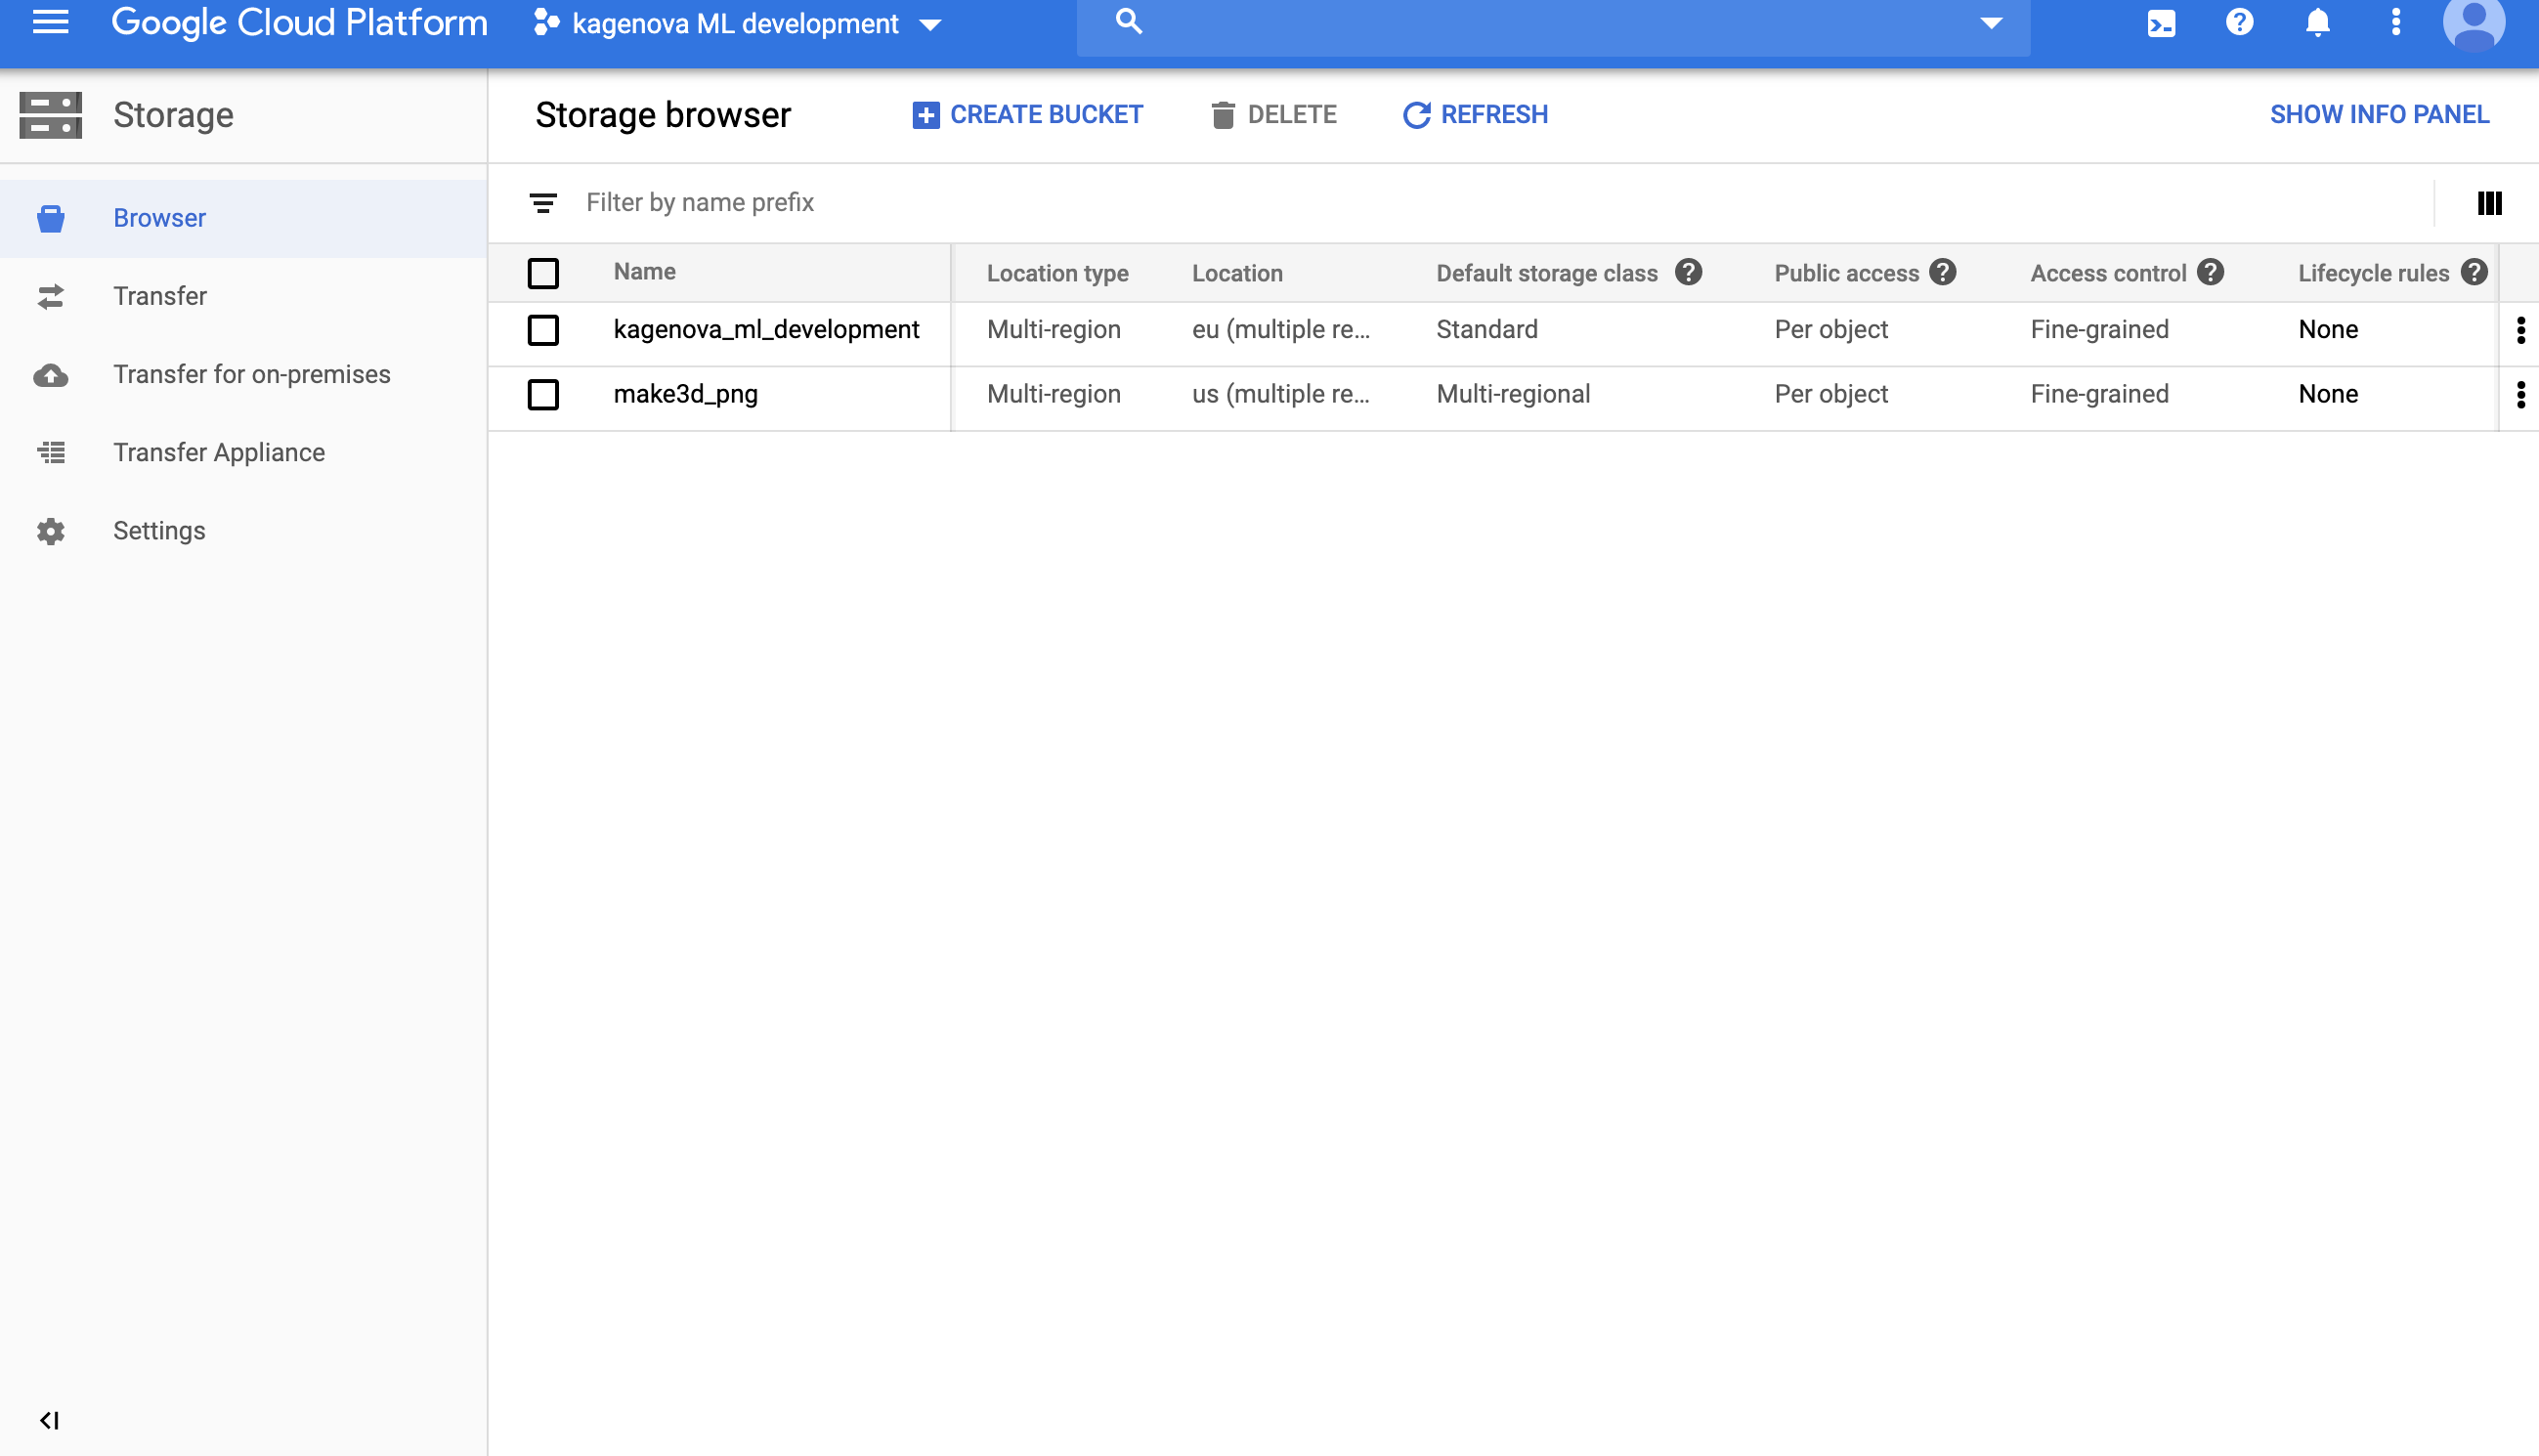 Google Cloud Platform kagenova ML development
Storage
Storage browser CREATE BUCKET DELETE REFRESH SHOW INFO PANEL
Browser
Transfer
Transfer for on-premises
Transfer Appliance
Settings
Filter by name prefix
Name Location type Location Default storage class Public access Access control Lifecycle rules
kagenova_ml_development Multi-region eu (multiple re... Standard Per object Fine-grained None
make3d_png Multi-region us (multiple re... Multi-regional Per object Fine-grained None